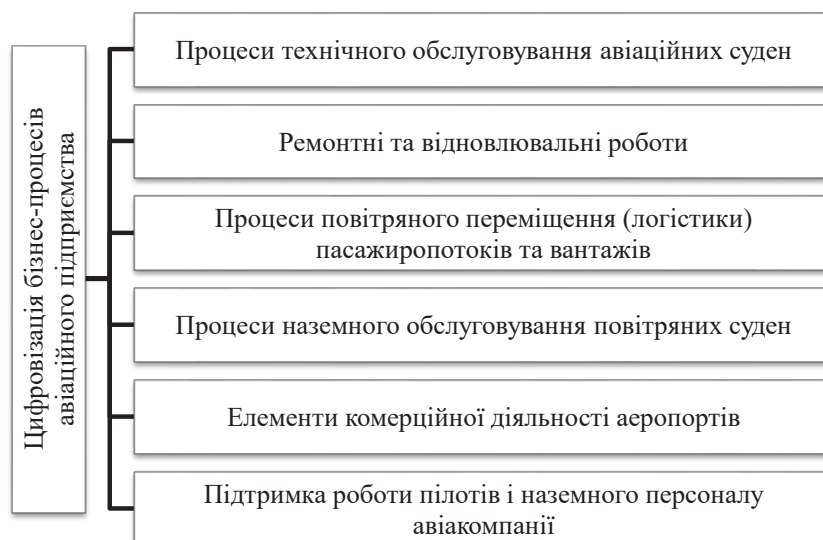 Цифровізація бізнес-процесів
авіаційного підприємства
Процеси технічного обслуговування авіаційних суден
Ремонтні та відновлювальні роботи
Процеси повітряного переміщення (логістики)
пасажиропотоків та вантажів
Процеси наземного обслуговування повітряних суден
Елементи комерційної діяльності аеропортів
Підтримка роботи пілотів і наземного персоналу
авіакомпанії